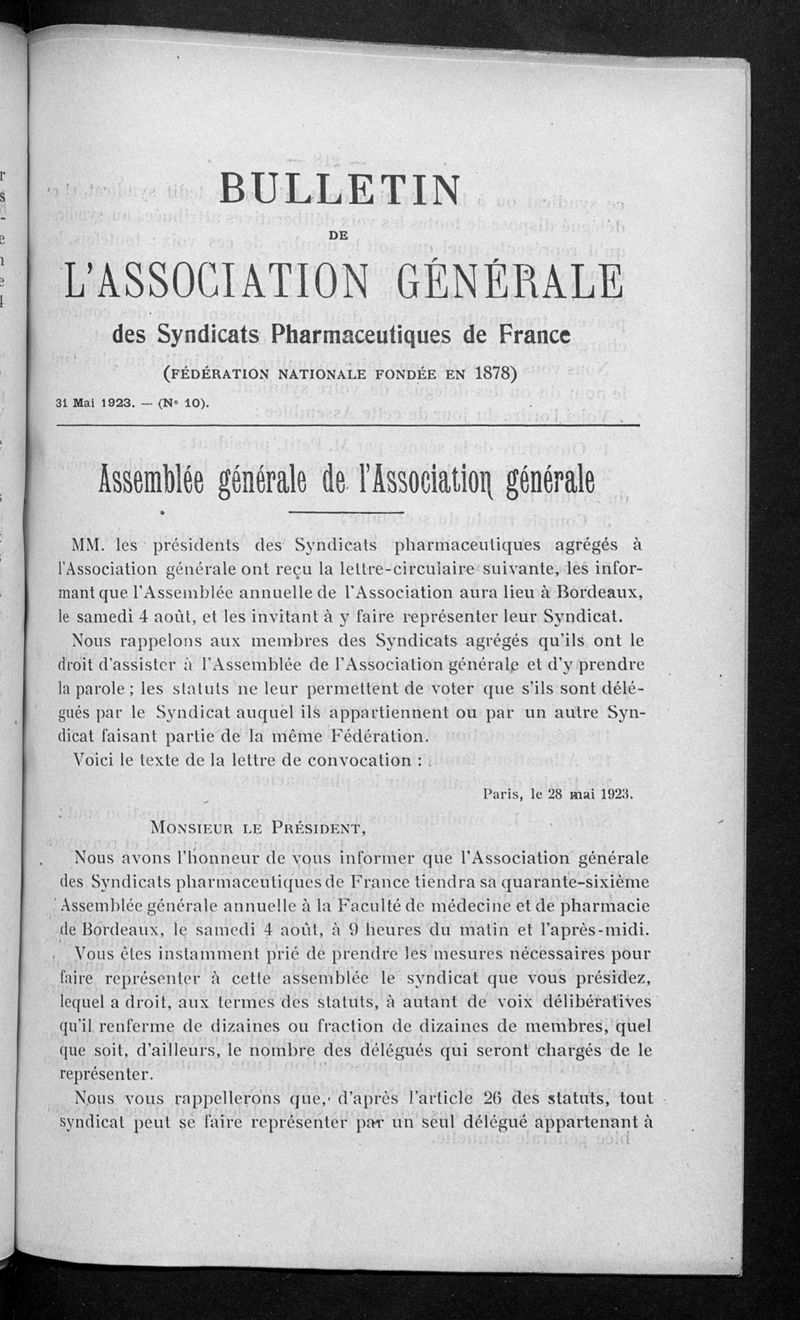 BULLETIN
DE
L'ASSOCIATION GÉNÉRALE
des Syndicats Pharmaceutiques de France
(FÉDÉRATION NATIONALE FONDÉE EN 1878)
31 Mai 1923. — (N° 10).
Assemblée générale de l'Association générale
MM. les présidents des Syndicats pharmaceutiques agrégés à
l'Association générale ont reçu la lettre-circulaire suivante, les infor-
mant que l'Assemblée annuelle de l'Association aura lieu à Bordeaux,
le samedi 4 août, et les invitant à y faire représenter leur Syndicat.
Nous rappelons aux membres des Syndicats agrégés qu'ils ont le
droit d'assister à l'Assemblée de l'Association générale et d'y prendre
la parole ; les statuts ne leur permettent de voter que s'ils sont délé-
gués par le Syndicat auquel ils appartiennent ou par un autre Syn-
dicat faisant partie de la même Fédération.
Voici le texte de la lettre de convocation :
Paris, le 28 mai 1923.
MONSIEUR LE PRÉSIDENT,
Nous avons l'honneur de vous informer que l'Association générale
des Syndicats pharmaceutiques de France tiendra sa quarante-sixième
Assemblée générale annuelle à la Faculté de médecine et de pharmacie
de Bordeaux, le samedi 4 août, à 9 heures du matin et l'après-midi.
Vous êtes instamment prié de prendre les mesures nécessaires pour
faire représenter à cette assemblée le syndicat que vous présidez,
lequel a droit, aux termes des statuts, à autant de voix délibératives
qu'il renferme de dizaines ou fraction de dizaines de membres, quel
que soit, d'ailleurs, le nombre des délégués qui seront chargés de le
représenter.
Nous vous rappellerons que, d'après l'article 26 des statuts, tout
syndicat peut se faire représenter par un seul délégué appartenant à